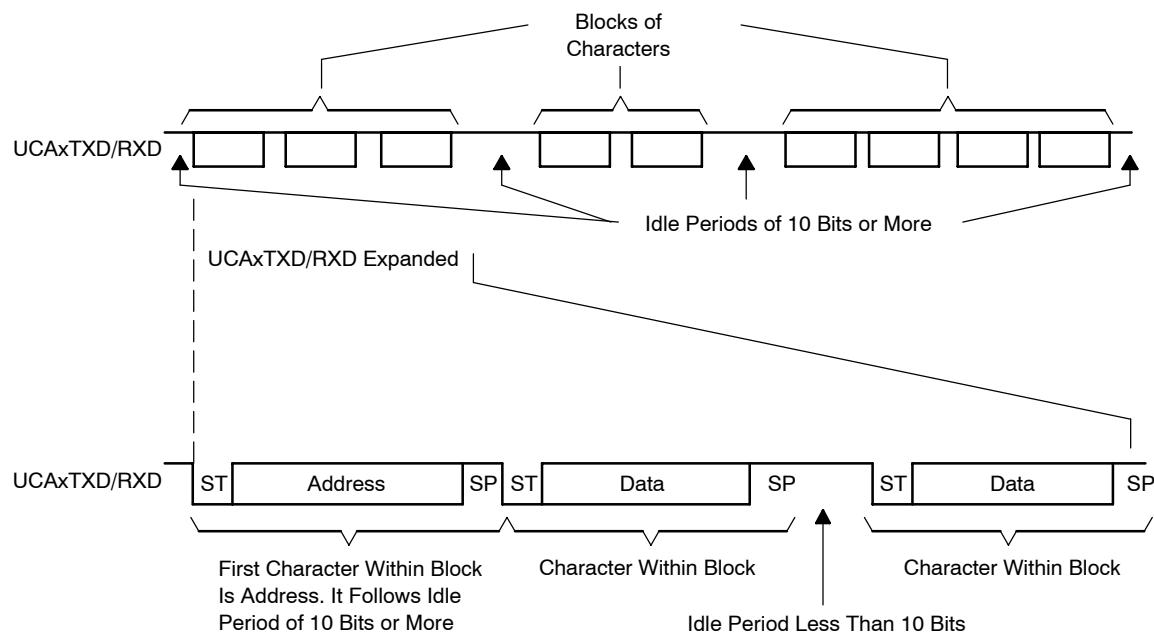 Blocks of
Characters
UCAxTXD/RXD
Idle Periods of 10 Bits or More
UCAxTXD/RXD Expanded
UCAxTXD/RXD
ST
Address
SP
ST
Data
SP
ST
Data
SP
First Character Within Block
Is Address. It Follows Idle
Period of 10 Bits or More
Character Within Block
Character Within Block
Idle Period Less Than 10 Bits